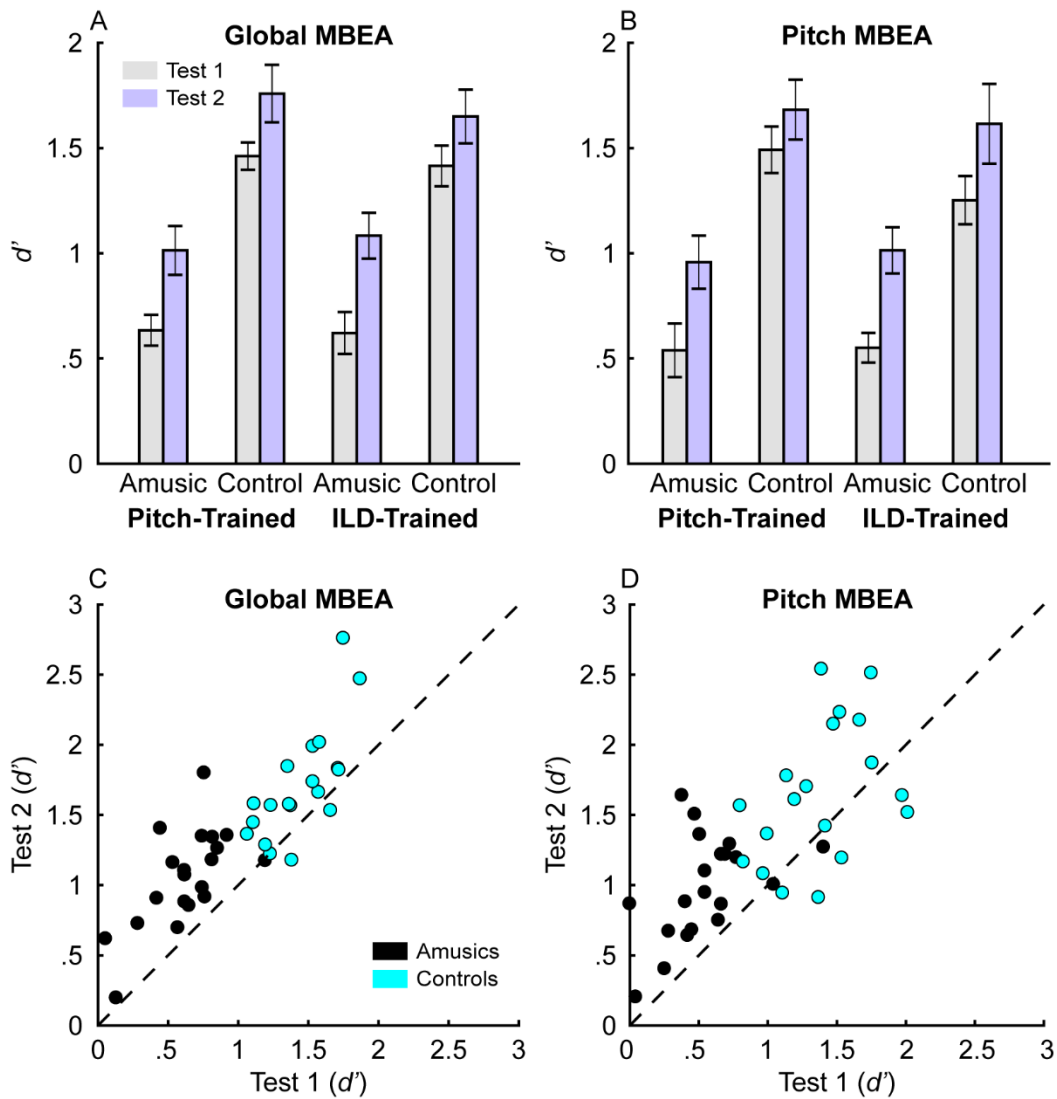 A
Global MBEA
2
1.5
1
.5
0
d'
Test 1
Test 2
Amusic Control Amusic Control
Pitch-Trained ILD-Trained
B
Pitch MBEA
2
1.5
1
.5
0
Amusic Control Amusic Control
Pitch-Trained ILD-Trained
C
Global MBEA
3
2.5
2
1.5
1
.5
0
Test 2 (d')
Amusics
Controls
0 .5 1 1.5 2 2.5 3
Test 1 (d')
D
Pitch MBEA
3
2.5
2
1.5
1
.5
0
Test 2 (d')
0 .5 1 1.5 2 2.5 3
Test 1 (d')